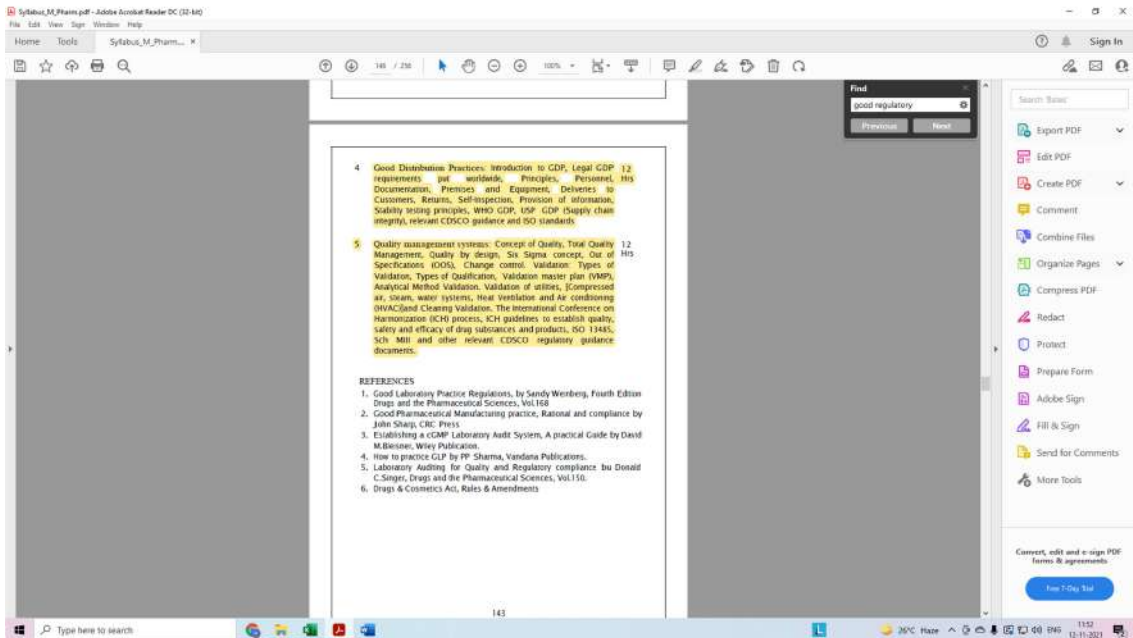 Syllabus_M_Pharm.pdf - Adobe Acrobat Reader DC (32-bit)
File Edit View Sign Window Help
Home Tools Syllabus_M_Pharm... ×
Sign In
/ 258
100%
Find
good regulatory
Previous Next
4 Good Distribution Practices: Introduction to GDP, Legal GDP 12
requirements put worldwide, Principles, Personnel, Hrs
Documentation, Premises and Equipment, Deliveries to
Customers, Returns, Self-inspection, Provision of information,
Stability testing principles, WHO GDP, USP GDP (Supply chain
integrity), relevant CDSCO guidance and ISO standards
5 Quality management systems: Concept of Quality, Total Quality 12
Management, Quality by design, Six Sigma concept, Out of Hrs
Specifications (OOS), Change control. Validation: Types of
Validation, Types of Qualification, Validation master plan (VMP),
Analytical Method Validation. Validation of utilities, [Compressed
air, steam, water systems, Heat Ventilation and Air conditioning
(HVAC)]and Cleaning Validation. The International Conference on
Harmonization (ICH) process, ICH guidelines to establish quality,
safety and efficacy of drug substances and products, ISO 13485,
Sch MIII and other relevant CDSCO regulatory guidance
documents.
REFERENCES
1. Good Laboratory Practice Regulations, by Sandy Weinberg, Fourth Edition
Drugs and the Pharmaceutical Sciences, Vol.168
2. Good Pharmaceutical Manufacturing practice, Rational and compliance by
John Sharp, CRC Press
3. Establishing a cGMP Laboratory Audit System, A practical Guide by David
M.Bleisner, Wiley Publication.
4. How to practice GLP by PP Sharma, Vandana Publications.
5. Laboratory Auditing for Quality and Regulatory compliance bu Donald
C.Singer, Drugs and the Pharmaceutical Sciences, Vol.150.
6. Drugs & Cosmetics Act, Rules & Amendments
143
Export PDF
Edit PDF
Create PDF
Comment
Combine Files
Organize Pages
Compress PDF
Redact
Protect
Prepare Form
Adobe Sign
Fill & Sign
Send for Comments
More Tools
Convert, edit and e-sign PDF
forms & agreements
Free 7-Day Trial
Type here to search
26°C Haze
ENG
11:52
12-11-2021